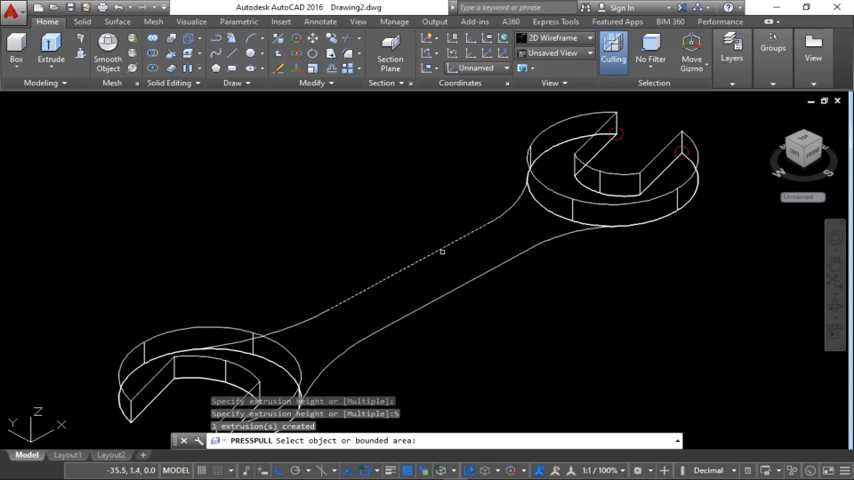 Autodesk AutoCAD 2016 Drawing2.dwg
Type a keyword or phrase
Sign In
Home Solid Surface Mesh Visualize Parametric Insert Annotate View Manage Output Add-ins A360 Express Tools Featured Apps BIM 360 Performance
Box
Extrude
Smooth Object
Section Plane
Unnamed
2D Wireframe
Unsaved View
Culling
No Filter
Move Gizmo
Layers
Groups
View
Modeling
Mesh
Solid Editing
Draw
Modify
Section
Coordinates
View
Selection
TOP
LEFT
FRONT
W
S
Unnamed
Z
Y
X
Specify extrusion height or [Multiple]:
Specify extrusion height or [Multiple]:5
1 extrusion(s) created
PRESSPULL Select object or bounded area:
Model Layout1 Layout2 +
-35.5, 1.4, 0.0 MODEL
1:1 / 100%
Decimal